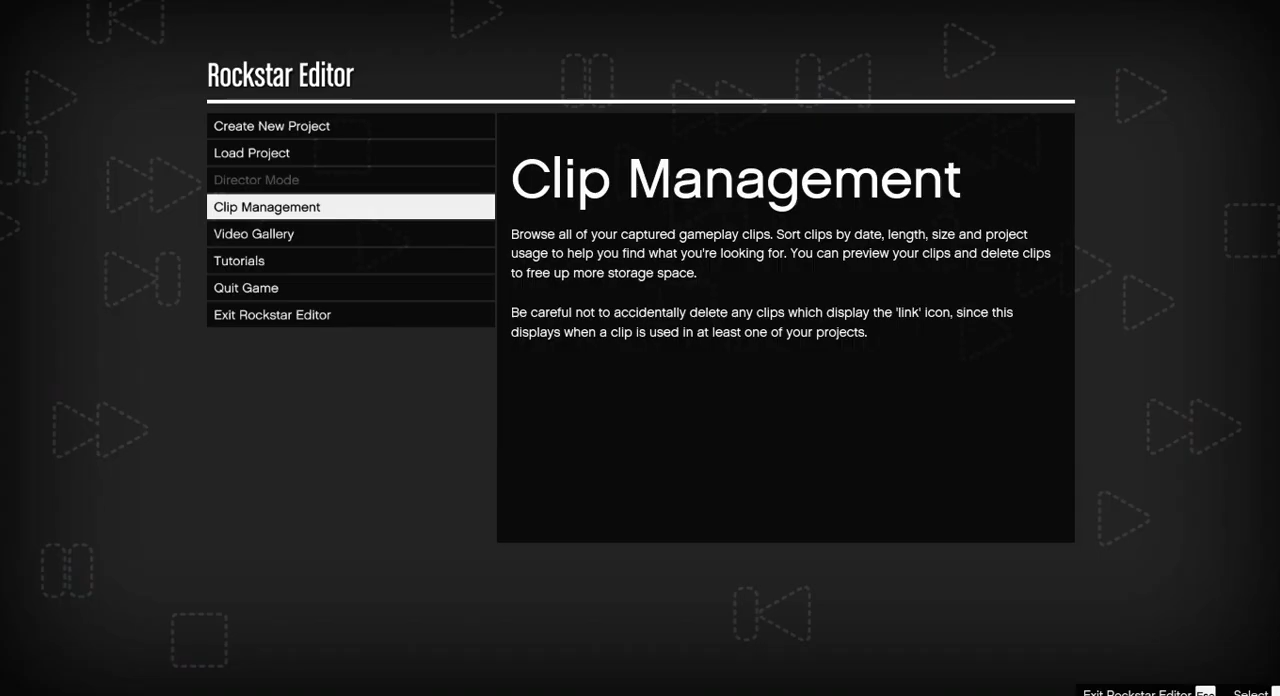 Rockstar Editor
Create New Project
Load Project
Director Mode
Clip Management
Video Gallery
Tutorials
Quit Game
Exit Rockstar Editor
Clip Management
Browse all of your captured gameplay clips. Sort clips by date, length, size and project
usage to help you find what you're looking for. You can preview your clips and delete clips
to free up more storage space.
Be careful not to accidentally delete any clips which display the 'link' icon, since this
displays when a clip is used in at least one of your projects.
Exit Rockstar Editor Esc Select